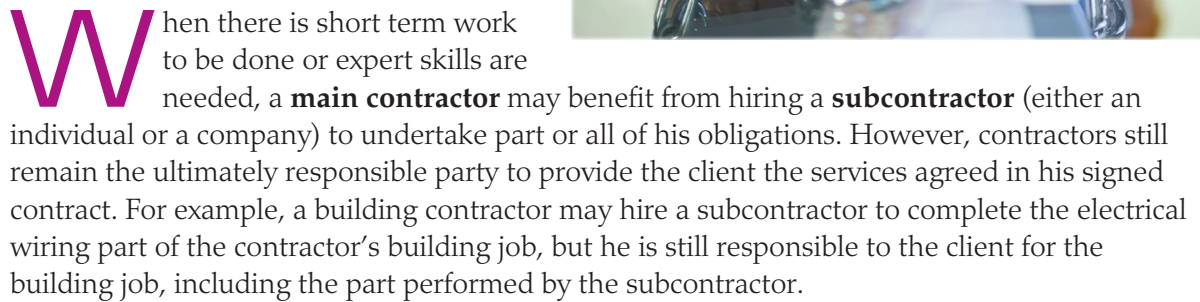 When there is short term work
to be done or expert skills are
needed, a main contractor may benefit from hiring a subcontractor (either an
individual or a company) to undertake part or all of his obligations. However, contractors still
remain the ultimately responsible party to provide the client the services agreed in his signed
contract. For example, a building contractor may hire a subcontractor to complete the electrical
wiring part of the contractor’s building job, but he is still responsible to the client for the
building job, including the part performed by the subcontractor.